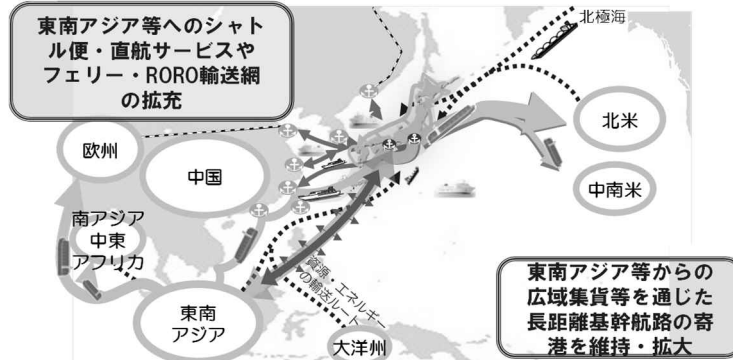 東南アジア等へのシャト
ル便・直航サービスや
フェリー・RORO輸送網
の拡充
北極海
欧州
中国
北米
中南米
南アジア
中東
アフリカ
資源・エネルギー
の輸送ルート
東南
アジア
大洋州
東南アジア等からの
広域集貨等を通じた
長距離基幹航路の寄
港を維持・拡大